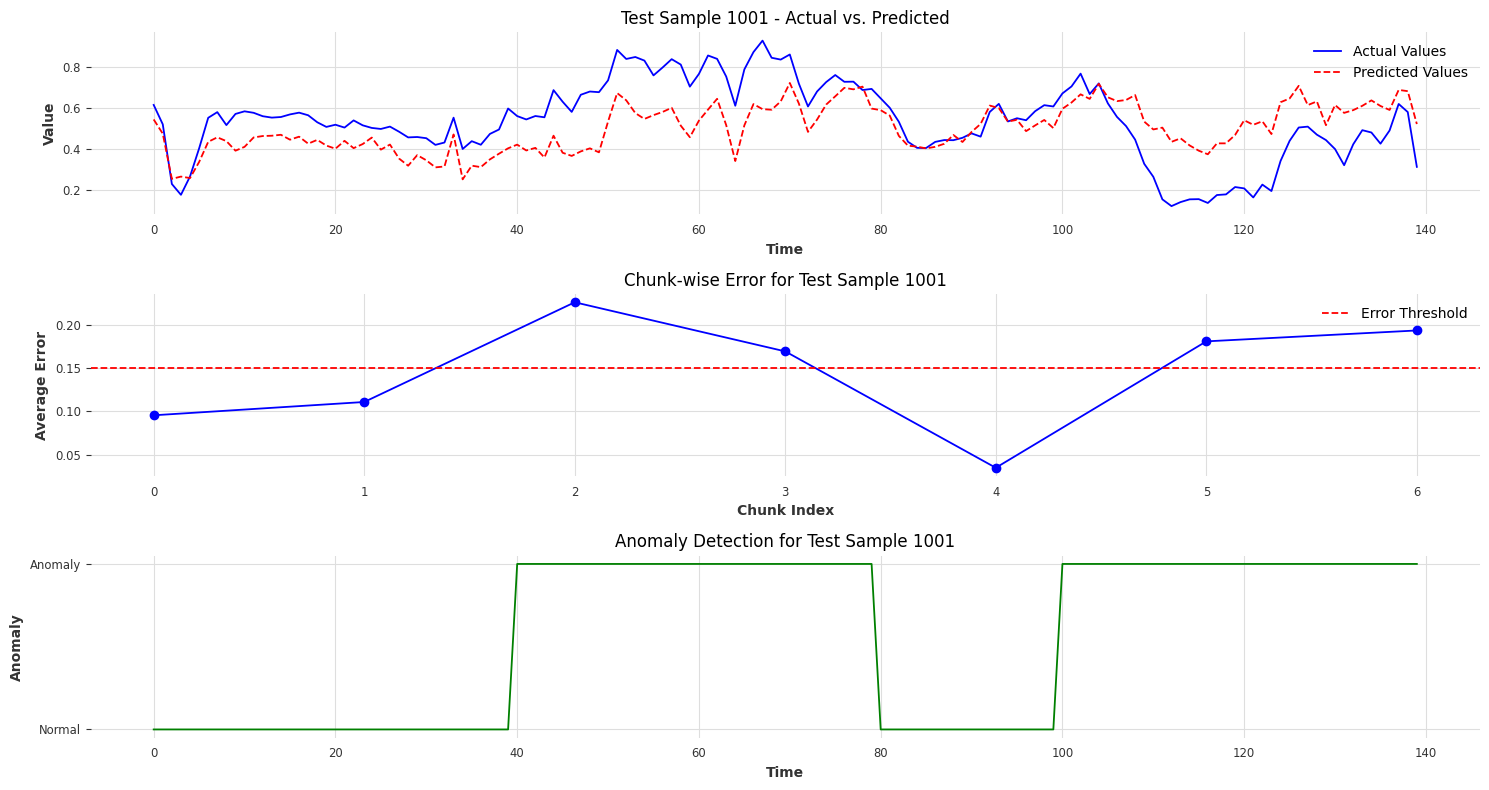 Test Sample 1001 - Actual vs. Predicted
Actual Values
Predicted Values
Value
0.8
0.6
0.4
0.2
0 20 40 60 80 100 120 140
Time
Chunk-wise Error for Test Sample 1001
Error Threshold
Average Error
0.20
0.15
0.10
0.05
0 1 2 3 4 5 6
Chunk Index
Anomaly Detection for Test Sample 1001
Anomaly
Anomaly
Normal
0 20 40 60 80 100 120 140
Time